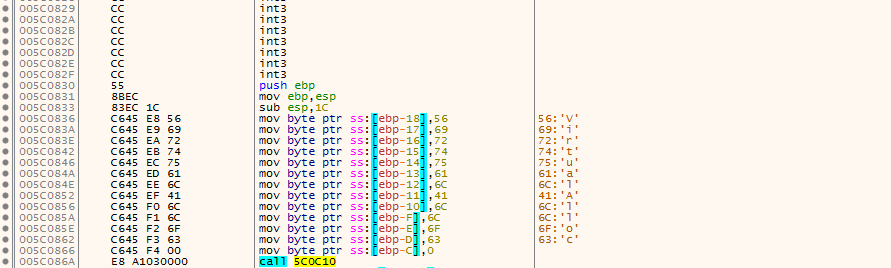 005C0829 CC int3
005C082A CC int3
005C082B CC int3
005C082C CC int3
005C082D CC int3
005C082E CC int3
005C082F CC int3
005C0830 55 push ebp
005C0831 8BEC mov ebp,esp
005C0833 83EC 1C sub esp,1C
005C0836 C645 E8 56 mov byte ptr ss:[ebp-18],56 56:'V'
005C083A C645 E9 69 mov byte ptr ss:[ebp-17],69 69:'i'
005C083E C645 EA 72 mov byte ptr ss:[ebp-16],72 72:'r'
005C0842 C645 EB 74 mov byte ptr ss:[ebp-15],74 74:'t'
005C0846 C645 EC 75 mov byte ptr ss:[ebp-14],75 75:'u'
005C084A C645 ED 61 mov byte ptr ss:[ebp-13],61 61:'a'
005C084E C645 EE 6C mov byte ptr ss:[ebp-12],6C 6C:'l'
005C0852 C645 EF 41 mov byte ptr ss:[ebp-11],41 41:'A'
005C0856 C645 F0 6C mov byte ptr ss:[ebp-10],6C 6C:'l'
005C085A C645 F1 6C mov byte ptr ss:[ebp-F],6C 6C:'l'
005C085E C645 F2 6F mov byte ptr ss:[ebp-E],6F 6F:'o'
005C0862 C645 F3 63 mov byte ptr ss:[ebp-D],63 63:'c'
005C0866 C645 F4 00 mov byte ptr ss:[ebp-C],0
005C086A E8 A1030000 call 5C0C10